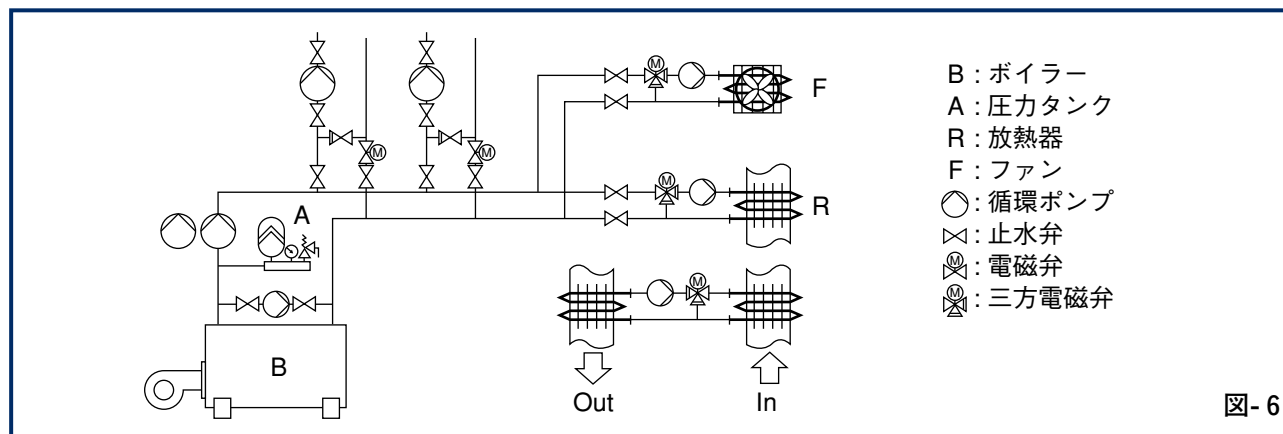 M
M
M
F
M
R
A
M
B
Out
In
B : ボイラー
A : 圧力タンク
R : 放熱器
F : ファン
: 循環ポンプ
: 止水弁
M : 電磁弁
M : 三方電磁弁
図- 6